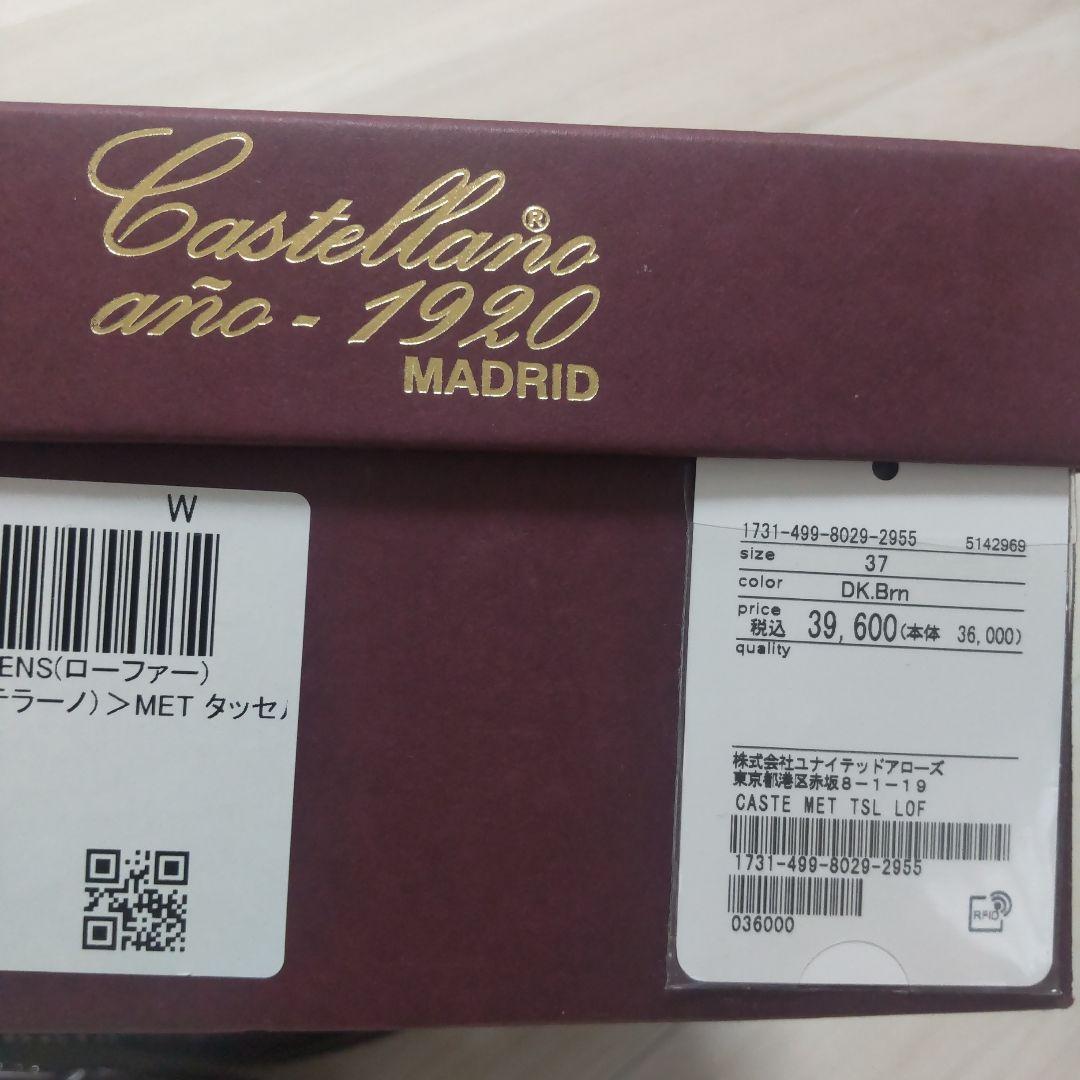 Castellano®
año - 1920
MADRID
W
ENS(ローファー)
テラーノ)>MET タッセル
1731-499-8029-2955 5142969
size 37
color DK.Brn
price
税込 39,600(本体 36,000)
quality
株式会社ユナイテッドアローズ
東京都港区赤坂8-1-19
CASTE MET TSL LOF
1731-499-8029-2955
036000
RFID